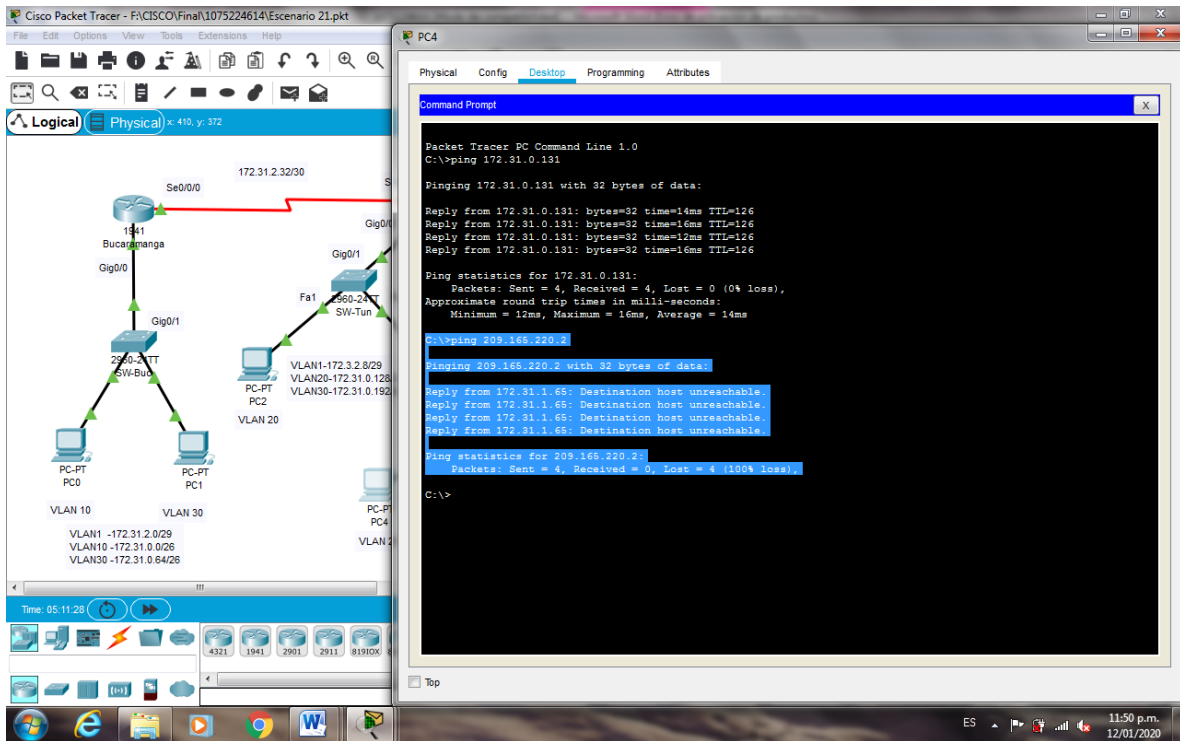 Cisco Packet Tracer - F:\CISCO\Final\1075224614\Escenario 21.pkt
File Edit Options View Tools Extensions Help
Logical
Physical
x: 410, y: 372
172.31.2.32/30
Se0/0/0
S
1941
Bucaramanga
Gig0/0
Gig0/
Gig0/1
Gig0/1
Fa1
2960-24TT
SW-Tun
2960-24TT
SW-Buc
VLAN1-172.3.2.8/29
VLAN20-172.31.0.128
VLAN30-172.31.0.192
PC-PT
PC2
VLAN 20
PC-PT
PC0
PC-PT
PC1
PC-PT
PC4
VLAN 10
VLAN 30
VLAN 2
VLAN1 -172.31.2.0/29
VLAN10 -172.31.0.0/26
VLAN30 -172.31.0.64/26
Time: 05:11:28
4321
1941
2901
2911
819IOX
PC4
Physical Config Desktop Programming Attributes
Command Prompt
X
Packet Tracer PC Command Line 1.0
C:\>ping 172.31.0.131
Pinging 172.31.0.131 with 32 bytes of data:
Reply from 172.31.0.131: bytes=32 time=14ms TTL=126
Reply from 172.31.0.131: bytes=32 time=16ms TTL=126
Reply from 172.31.0.131: bytes=32 time=12ms TTL=126
Reply from 172.31.0.131: bytes=32 time=16ms TTL=126
Ping statistics for 172.31.0.131:
Packets: Sent = 4, Received = 4, Lost = 0 (0% loss),
Approximate round trip times in milli-seconds:
Minimum = 12ms, Maximum = 16ms, Average = 14ms
C:\>ping 209.165.220.2
Pinging 209.165.220.2 with 32 bytes of data:
Reply from 172.31.1.65: Destination host unreachable.
Reply from 172.31.1.65: Destination host unreachable.
Reply from 172.31.1.65: Destination host unreachable.
Reply from 172.31.1.65: Destination host unreachable.
Ping statistics for 209.165.220.2:
Packets: Sent = 4, Received = 0, Lost = 4 (100% loss),
C:\>
Top
ES
11:50 p.m.
12/01/2020